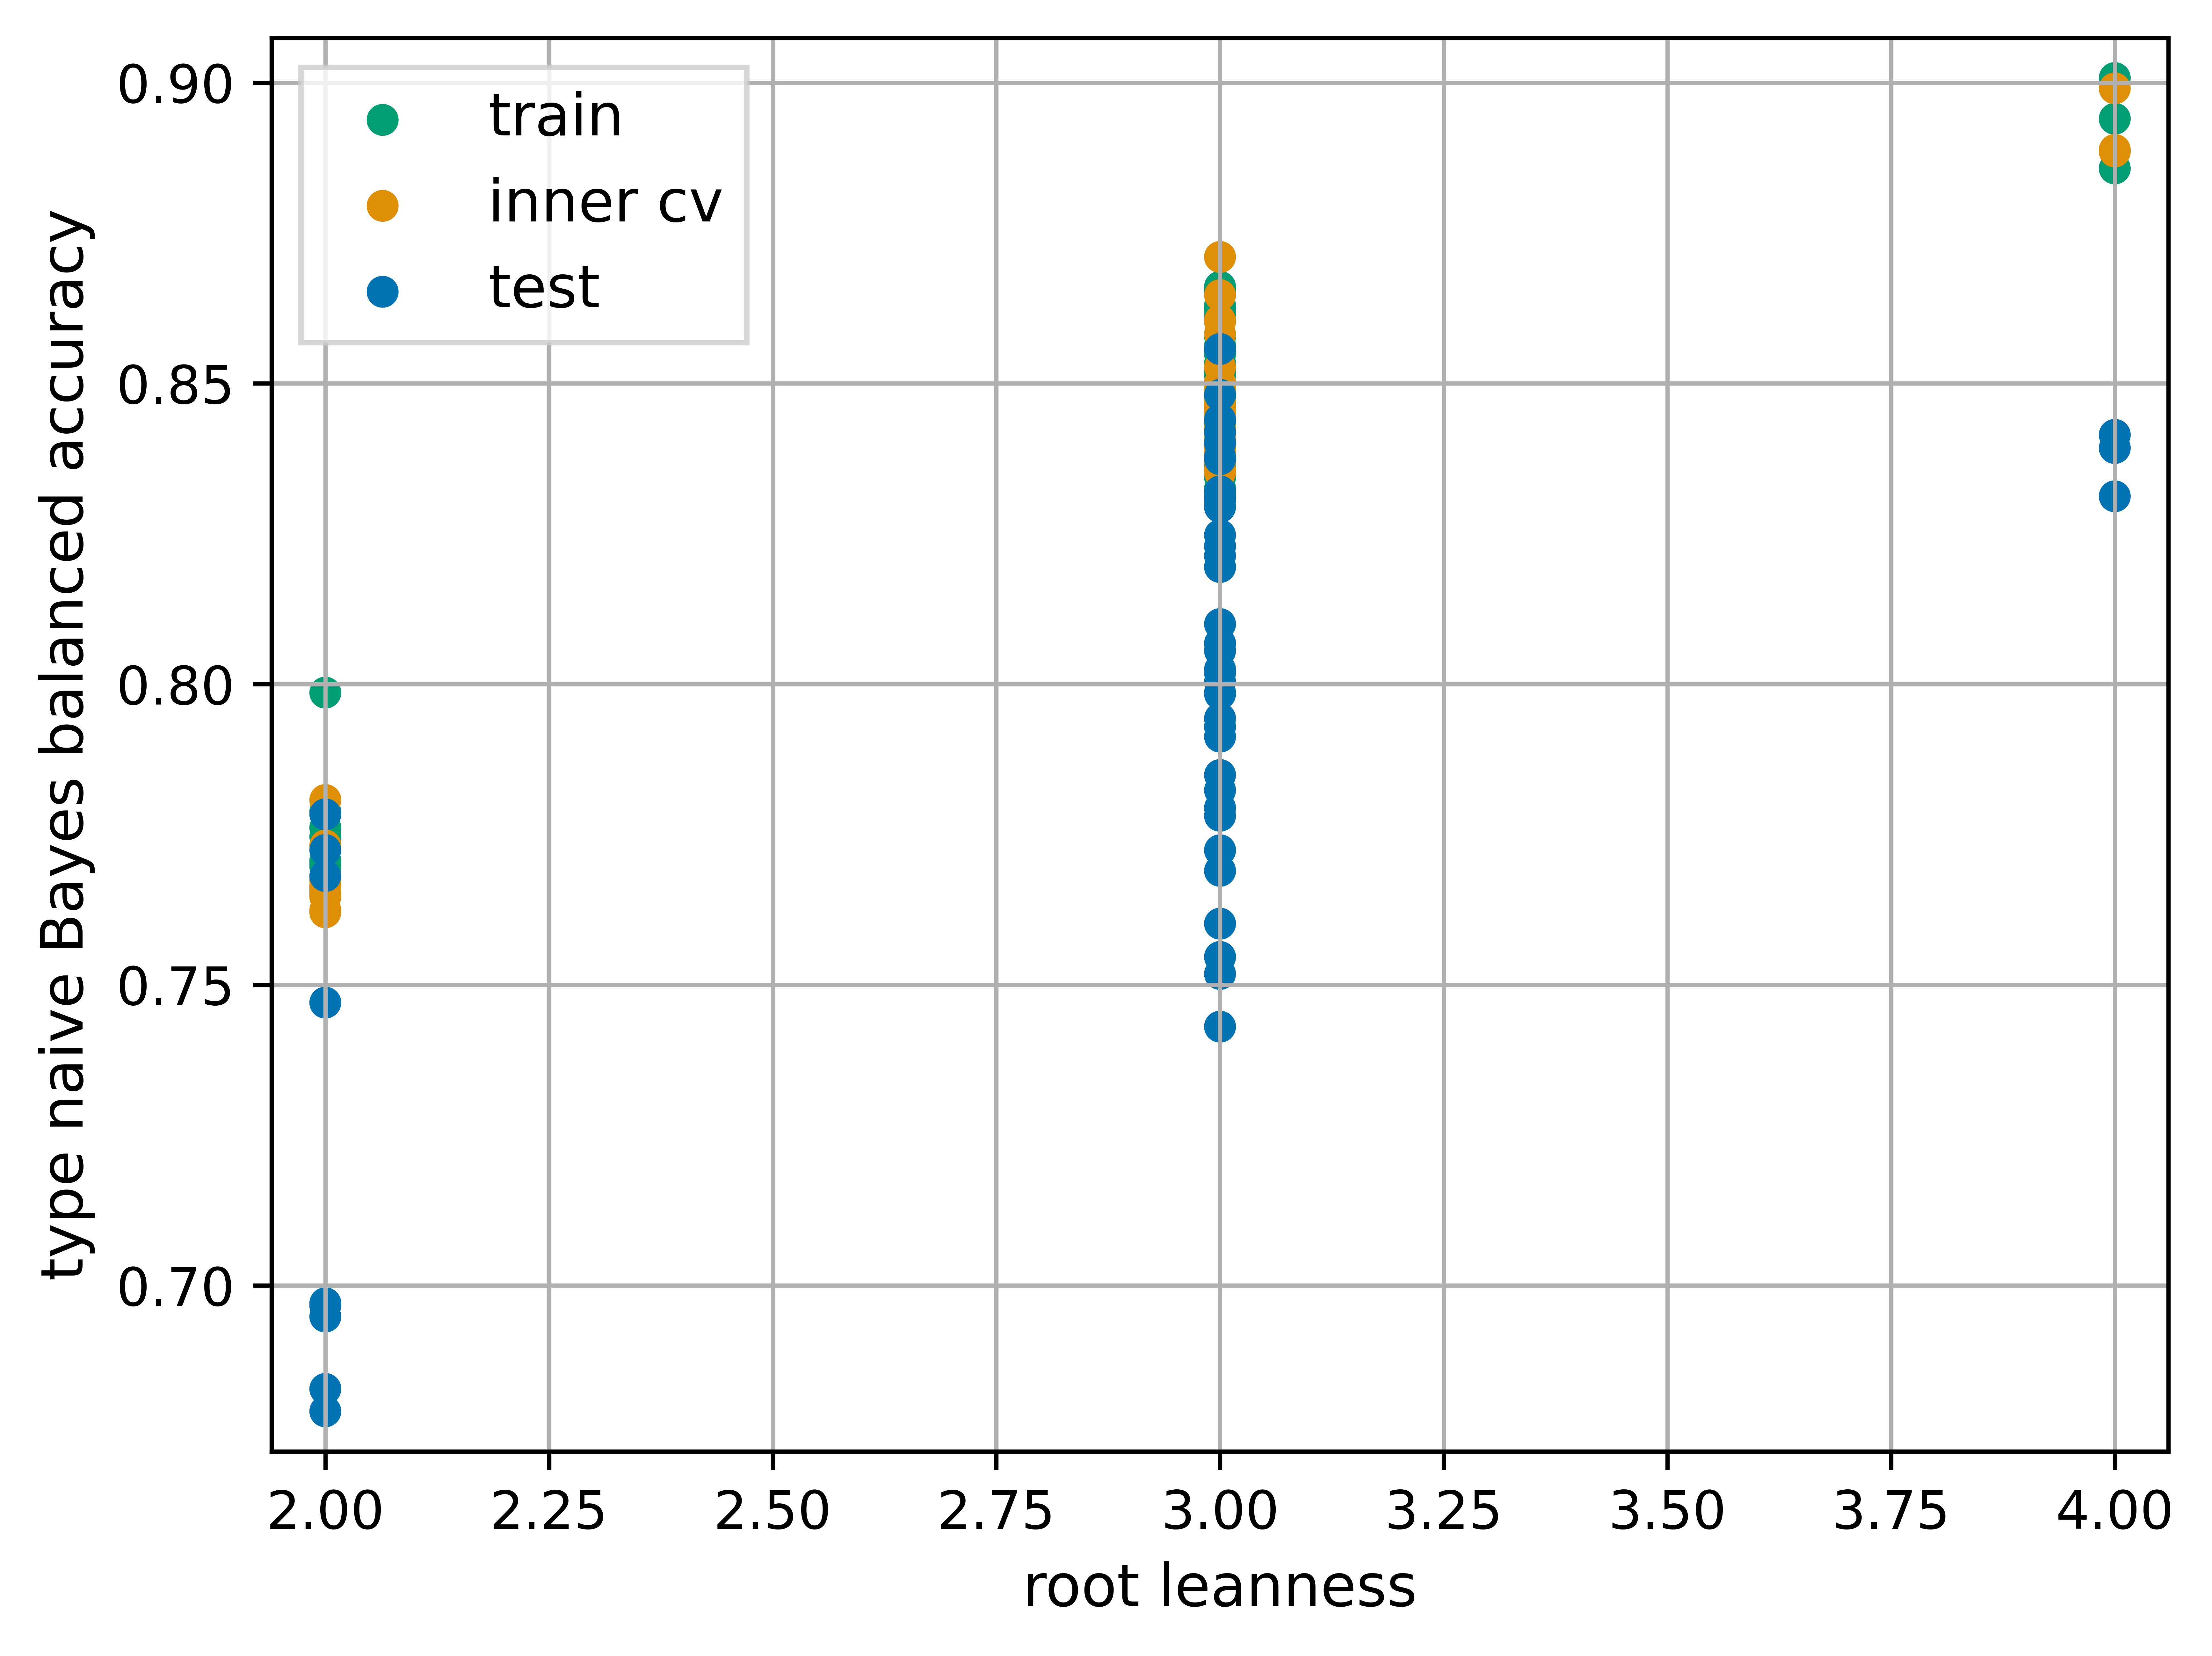 train
inner cv
test
type naive Bayes balanced accuracy
0.90
0.85
0.80
0.75
0.70
2.00 2.25 2.50 2.75 3.00 3.25 3.50 3.75 4.00
root leanness